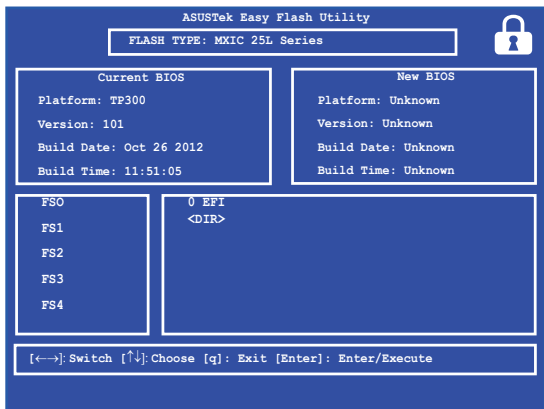 ASUSTek Easy Flash Utility
FLASH TYPE: MXIC 25L Series
Current BIOS
Platform: TP300
Version: 101
Build Date: Oct 26 2012
Build Time: 11:51:05
New BIOS
Platform: Unknown
Version: Unknown
Build Date: Unknown
Build Time: Unknown
FSO
FS1
FS2
FS3
FS4
0 EFI
<DIR>
[←→]: Switch [↑↓]: Choose [q]: Exit [Enter]: Enter/Execute